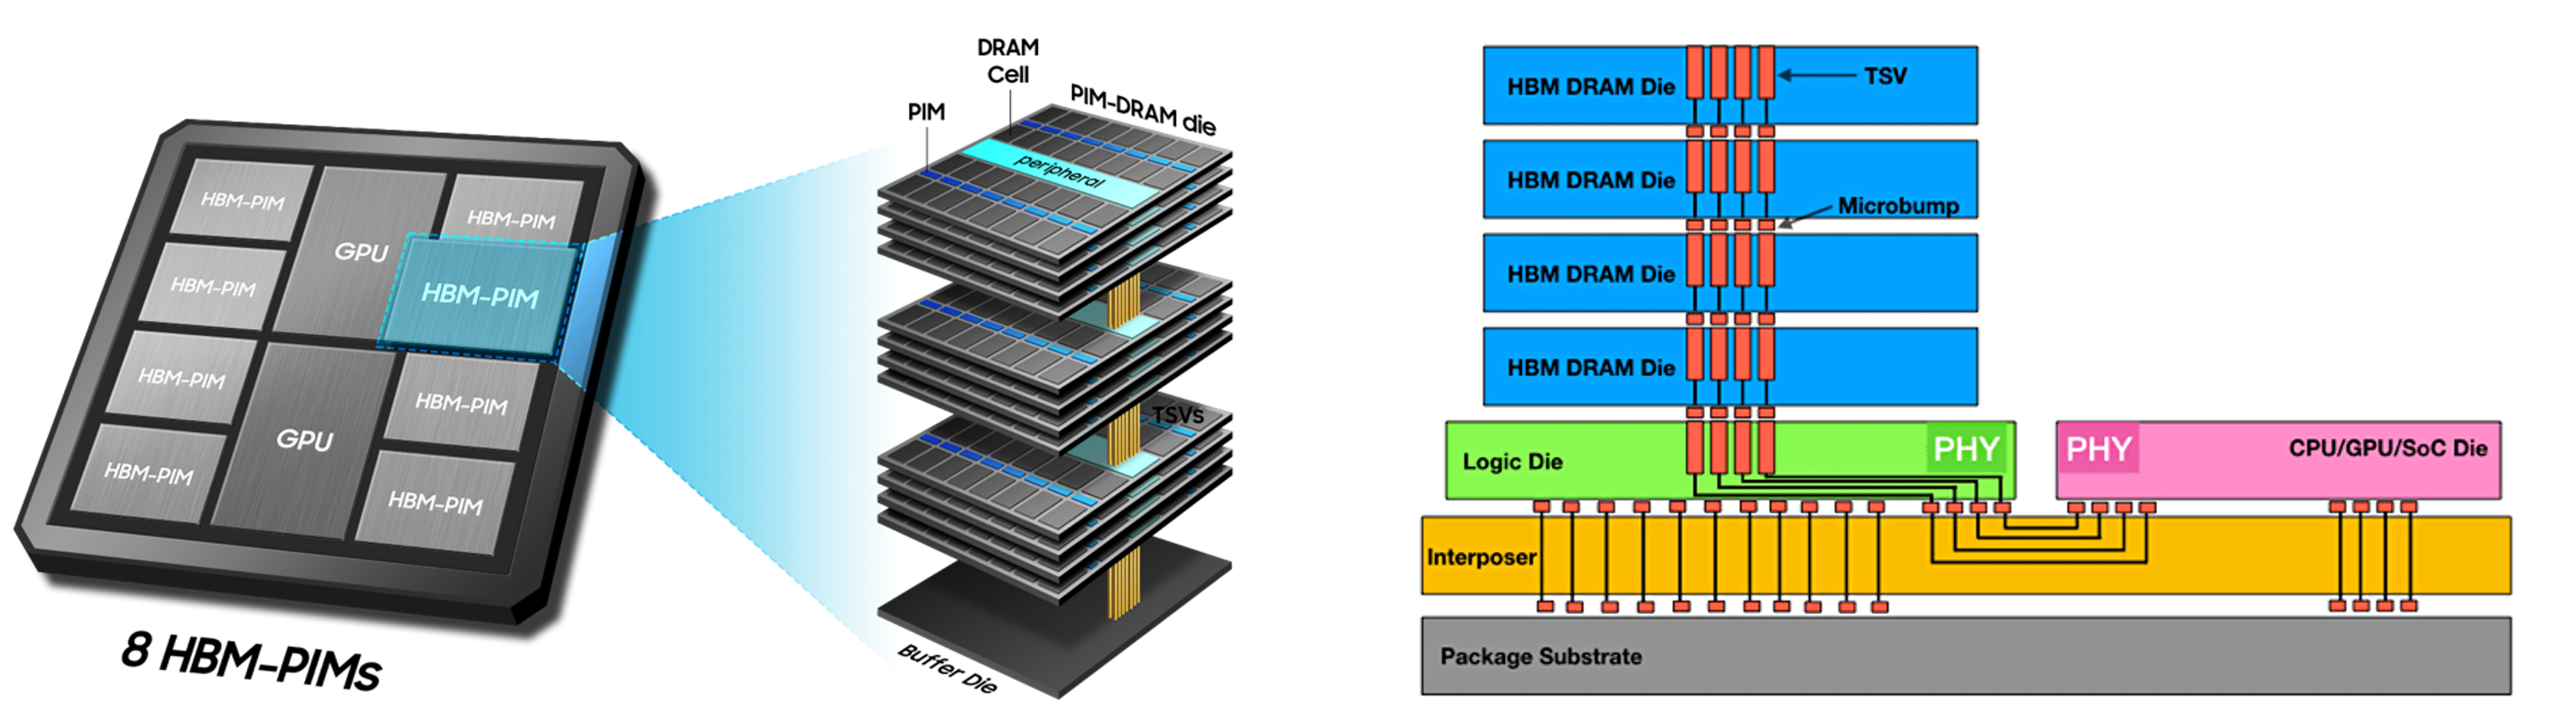 HBM-PIM
GPU
HBM-PIM
HBM-PIM
HBM-PIM
HBM-PIM
HBM-PIM
GPU
HBM-PIM
HBM-PIM
HBM-PIM
8 HBM-PIMs
DRAM
Cell
PIM
PIM-DRAM die
peripheral
TSVs
Buffer Die
HBM DRAM Die
TSV
HBM DRAM Die
Microbump
HBM DRAM Die
HBM DRAM Die
Logic Die
PHY
PHY
CPU/GPU/SoC Die
Interposer
Package Substrate